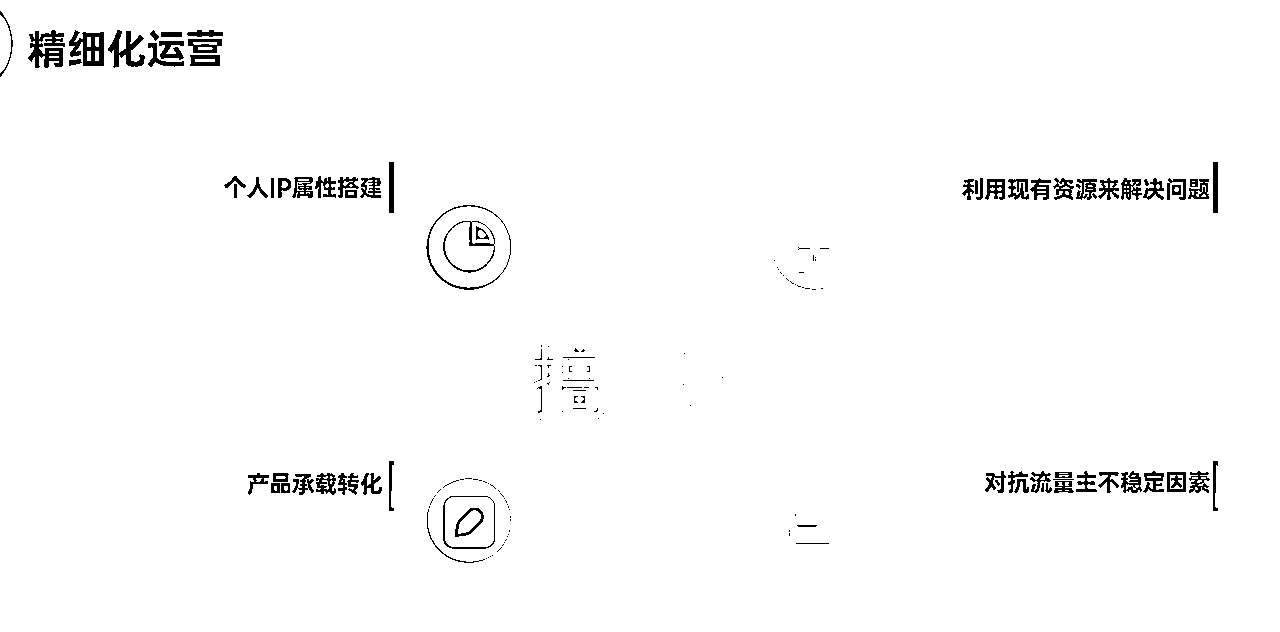 精细化运营
个人IP属性搭建
利用现有资源来解决问题
产品承载转化
对抗流量主不稳定因素